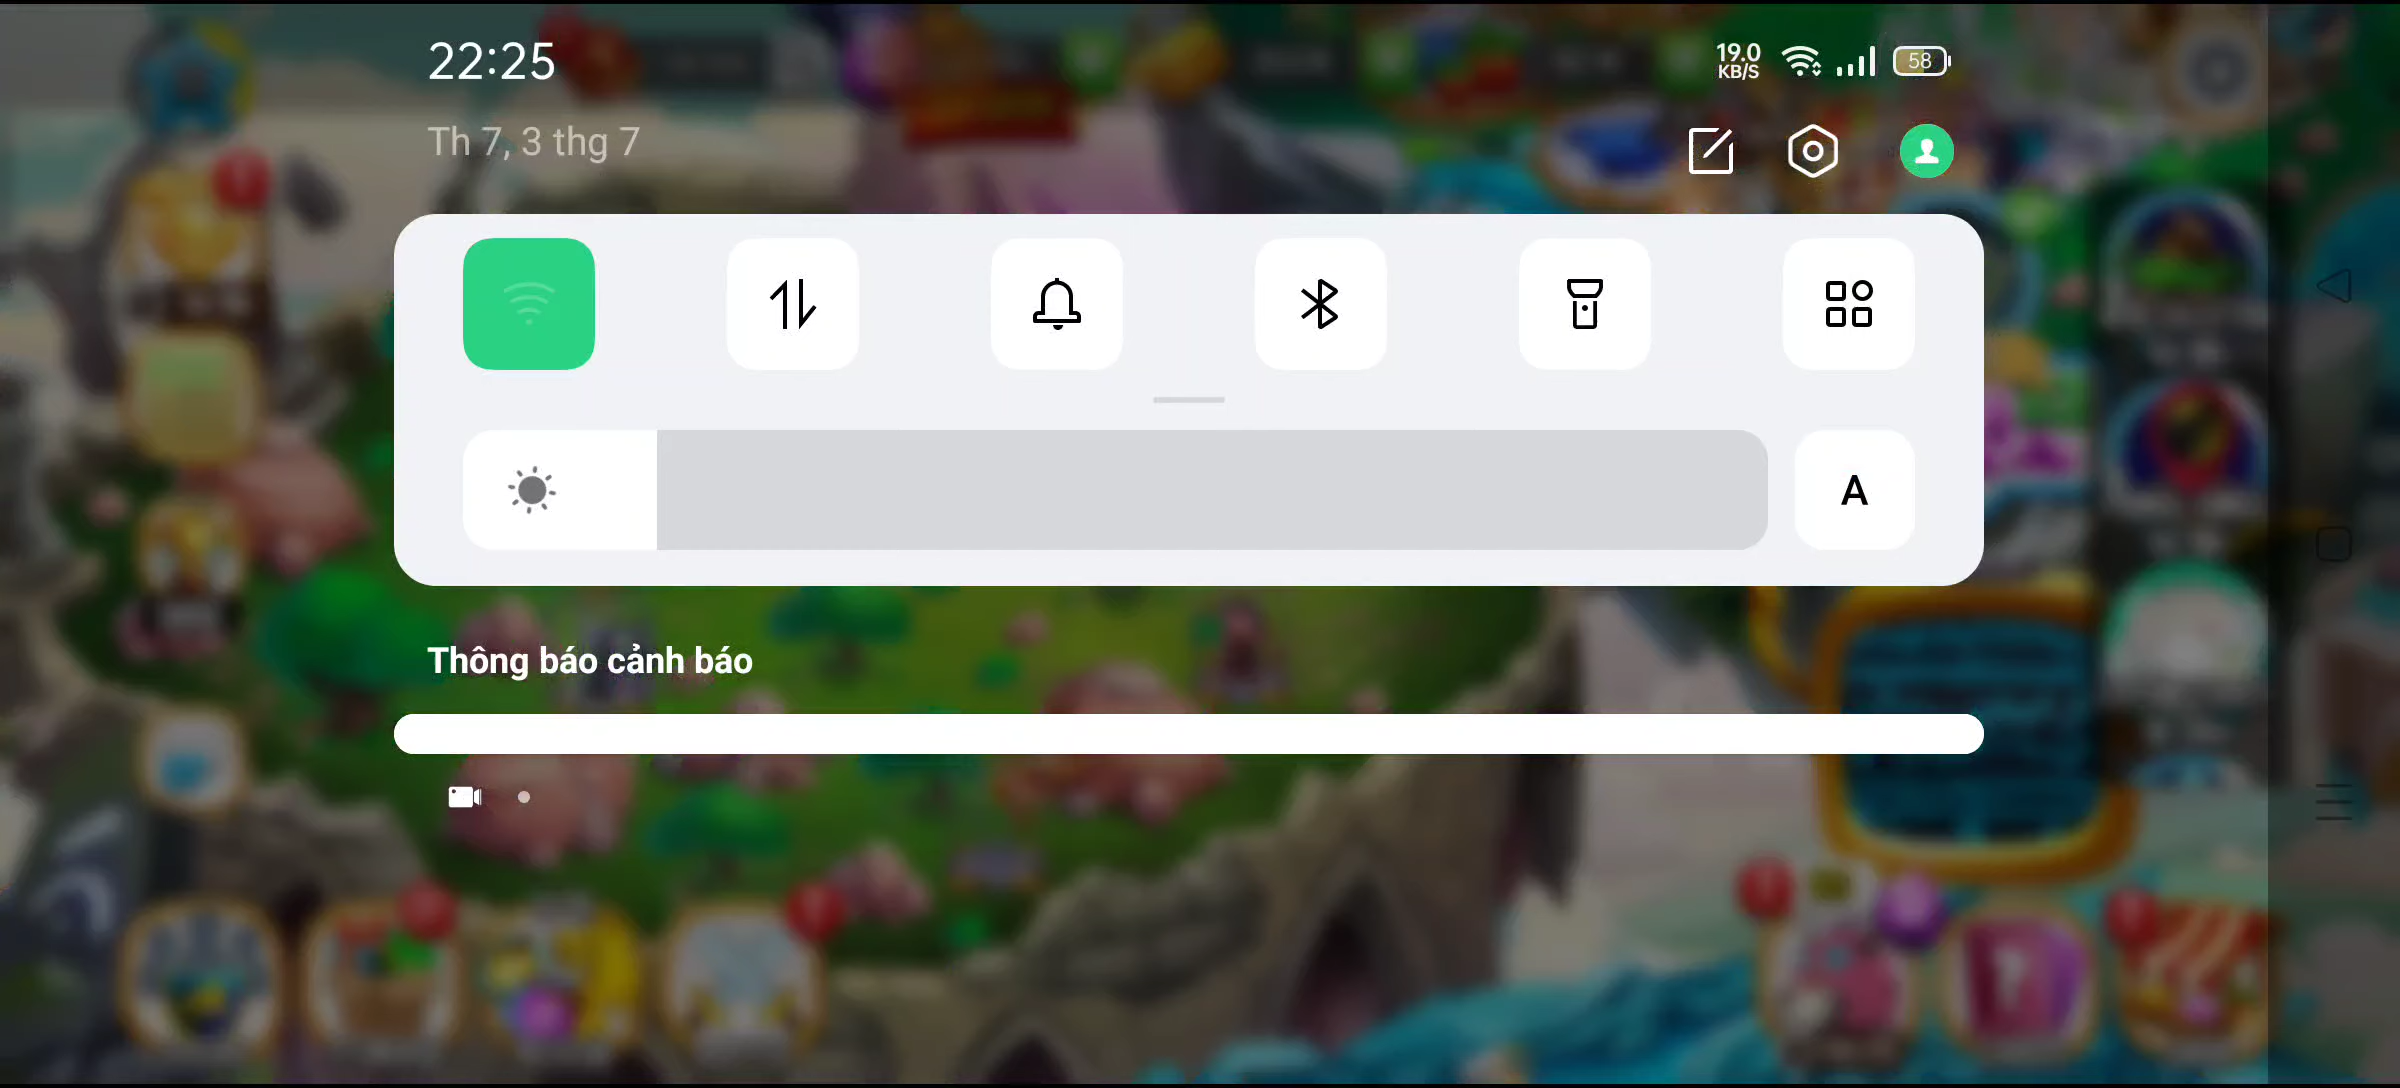 22:25
19.0
KB/S
58
Th 7, 3 thg 7
A
Thông báo cảnh báo